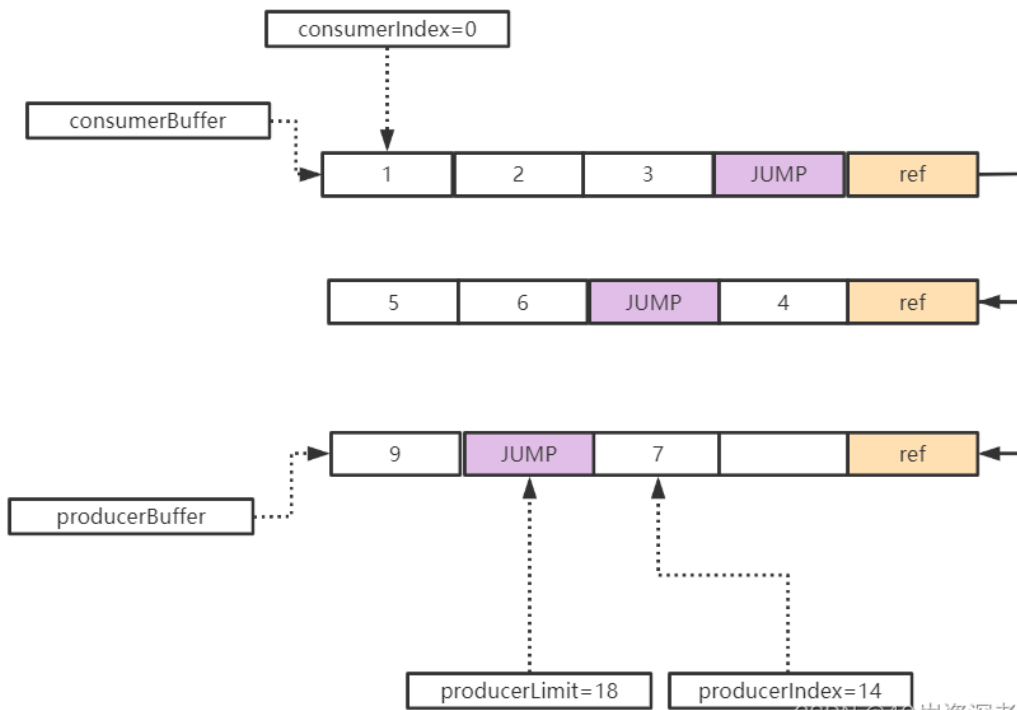 consumerIndex=0
consumerBuffer
1 2 3 JUMP ref
5 6 JUMP 4 ref
9 JUMP 7 ref
producerBuffer
producerLimit=18 producerIndex=14